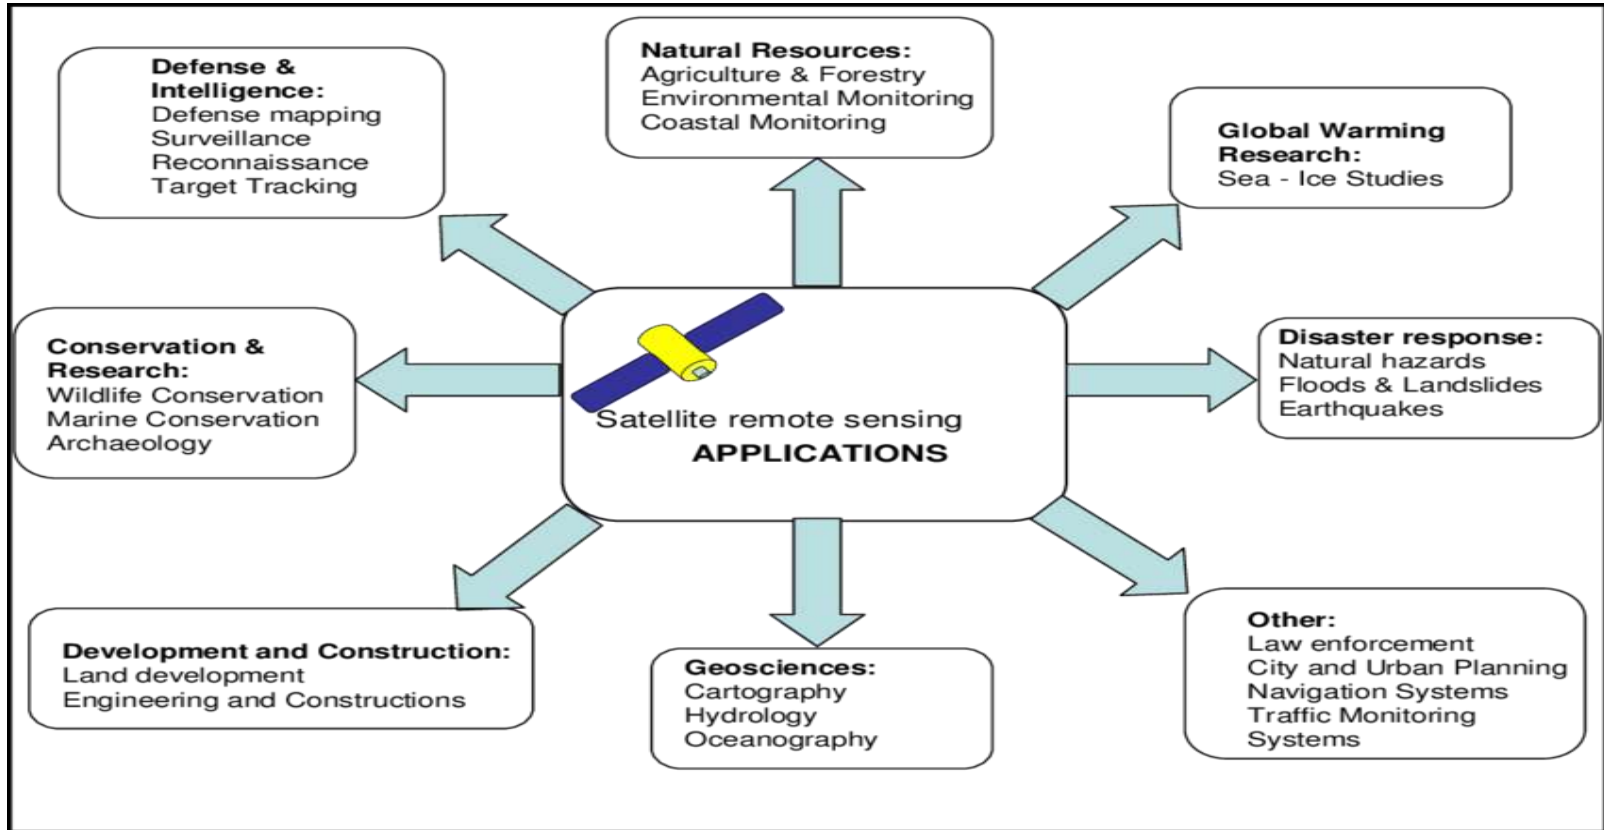 Defense &
Intelligence:
Defense mapping
Surveillance
Reconnaissance
Target Tracking
Natural Resources:
Agriculture & Forestry
Environmental Monitoring
Coastal Monitoring
Global Warming
Research:
Sea - Ice Studies
Conservation &
Research:
Wildlife Conservation
Marine Conservation
Archaeology
Satellite remote sensing
APPLICATIONS
Disaster response:
Natural hazards
Floods & Landslides
Earthquakes
Development and Construction:
Land development
Engineering and Constructions
Geosciences:
Cartography
Hydrology
Oceanography
Other:
Law enforcement
City and Urban Planning
Navigation Systems
Traffic Monitoring
Systems